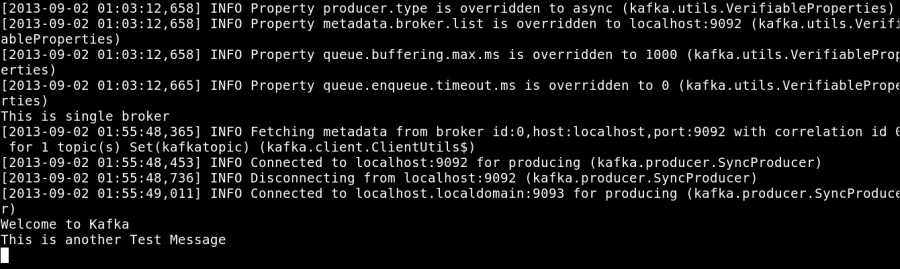 [2013-09-02 01:03:12,658] INFO Property producer.type is overridden to async (kafka.utils.VerifiableProperties)
[2013-09-02 01:03:12,658] INFO Property metadata.broker.list is overridden to localhost:9092 (kafka.utils.Verifi
ableProperties)
[2013-09-02 01:03:12,658] INFO Property queue.buffering.max.ms is overridden to 1000 (kafka.utils.VerifiableProp
erties)
[2013-09-02 01:03:12,665] INFO Property queue.enqueue.timeout.ms is overridden to 0 (kafka.utils.VerifiablePrope
rties)
This is single broker
[2013-09-02 01:55:48,365] INFO Fetching metadata from broker id:0,host:localhost,port:9092 with correlation id 0
 for 1 topic(s) Set(kafkatopic) (kafka.client.ClientUtils$)
[2013-09-02 01:55:48,453] INFO Connected to localhost:9092 for producing (kafka.producer.SyncProducer)
[2013-09-02 01:55:48,736] INFO Disconnecting from localhost:9092 (kafka.producer.SyncProducer)
[2013-09-02 01:55:49,011] INFO Connected to localhost.localdomain:9093 for producing (kafka.producer.SyncProduce
r)
Welcome to Kafka
This is another Test Message